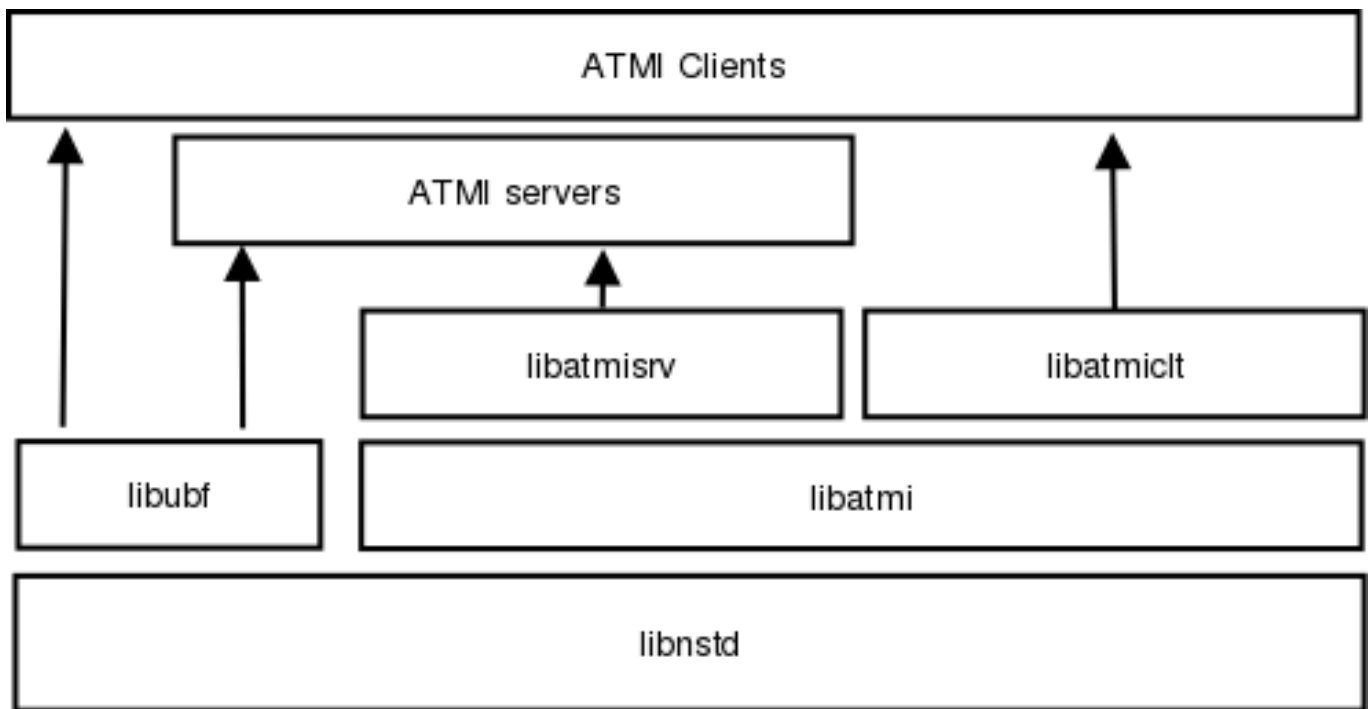 ATMI Clients
ATMI servers
libatmisrv
libatmiclt
libubf
libatmi
libnstd